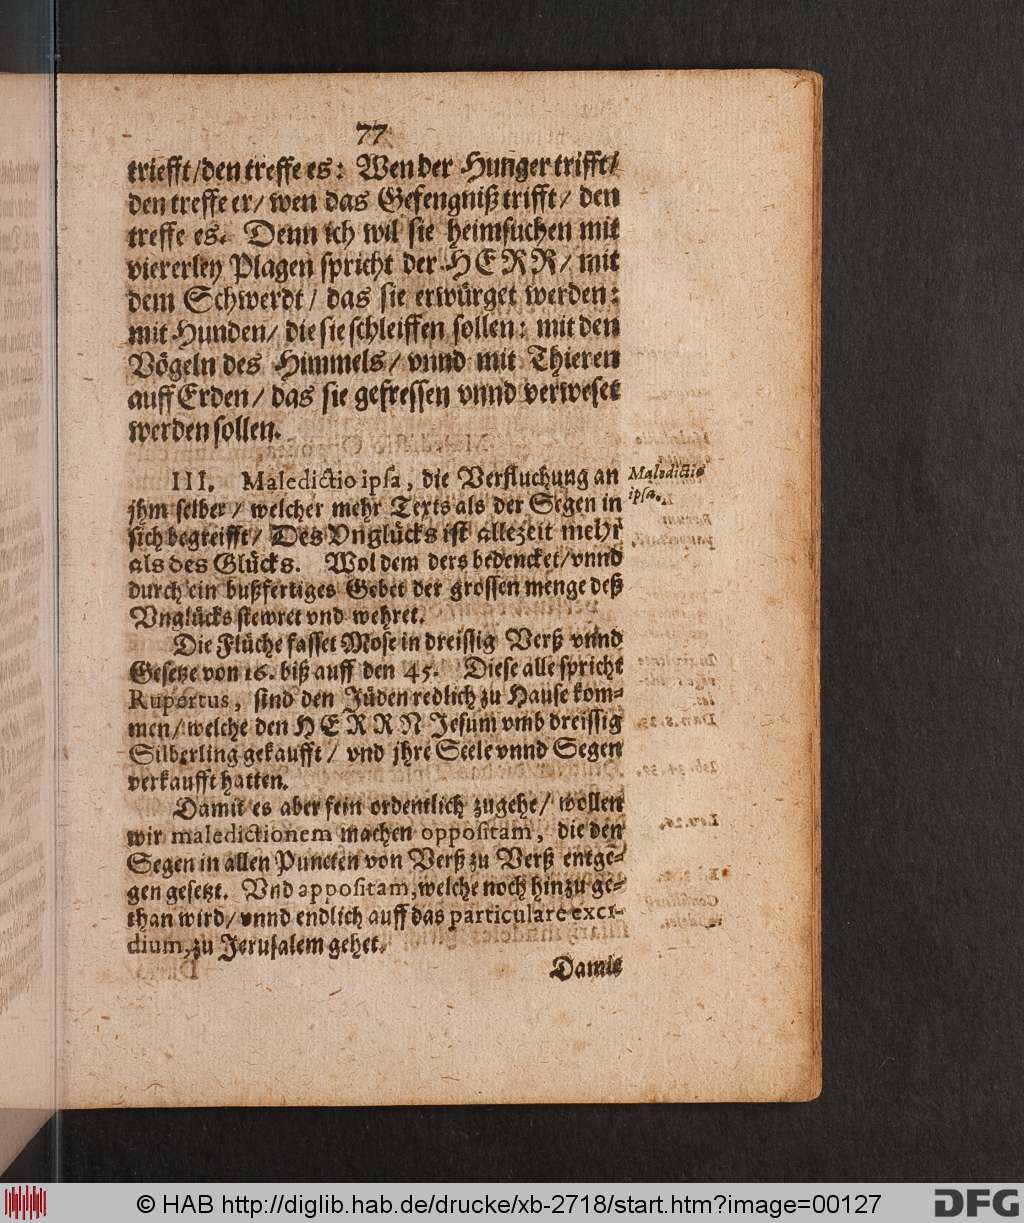 77
triefft/den treffe es: Wen der Hunger trifft/
den treffe er/ wen das Gefengniß trifft/ den
treffe es. Denn ich wil sie heimsuchen mit
viererley Plagen spricht der HERR/ mit
dem Schwerdt/ das sie erwürget werden:
mit Hunden/ die sie schleiffen sollen: mit den
Vögeln des Himmels/ vnnd mit Thieren
auff Erden/ das sie gefressen vnnd verweset
werden sollen.
III. Maledictio ipsa, die Verfluchung an
jhm selber/ welcher mehr Texts als der Segen in
sich begreifft/ Des Vnglücks ist allezeit mehr
als des Glücks. Wol dem ders bedencket/vnnd
durch ein bußfertiges Gebet der grossen menge deß
Vnglücks stewret vnd wehret.
Maledictio
ipsa.
Die Flüche fasset Mose in dreissig Verß vnnd
Gesetze von 16. biß auff den 45. Diese alle spricht
Rupertus, sind den Jüden redlich zu Hause kom-
men/ welche den HERRN Jesum vmb dreissig
Silberling gekaufft/ vnd jhre Seele vnnd Segen
verkaufft hatten.
Damit es aber fein ordentlich zugehe/ wollen
wir maledictionem machen oppositam, die den
Segen in allen Puncten von Verß zu Verß entgē-
gen gesetzt. Vnd appositam, welche noch hinzu ge-
than wird/ vnnd endlich auff das particulare exci-
dium, zu Jerusalem gehet.
Damit
© HAB http://diglib.hab.de/drucke/xb-2718/start.htm?image=00127
DFG